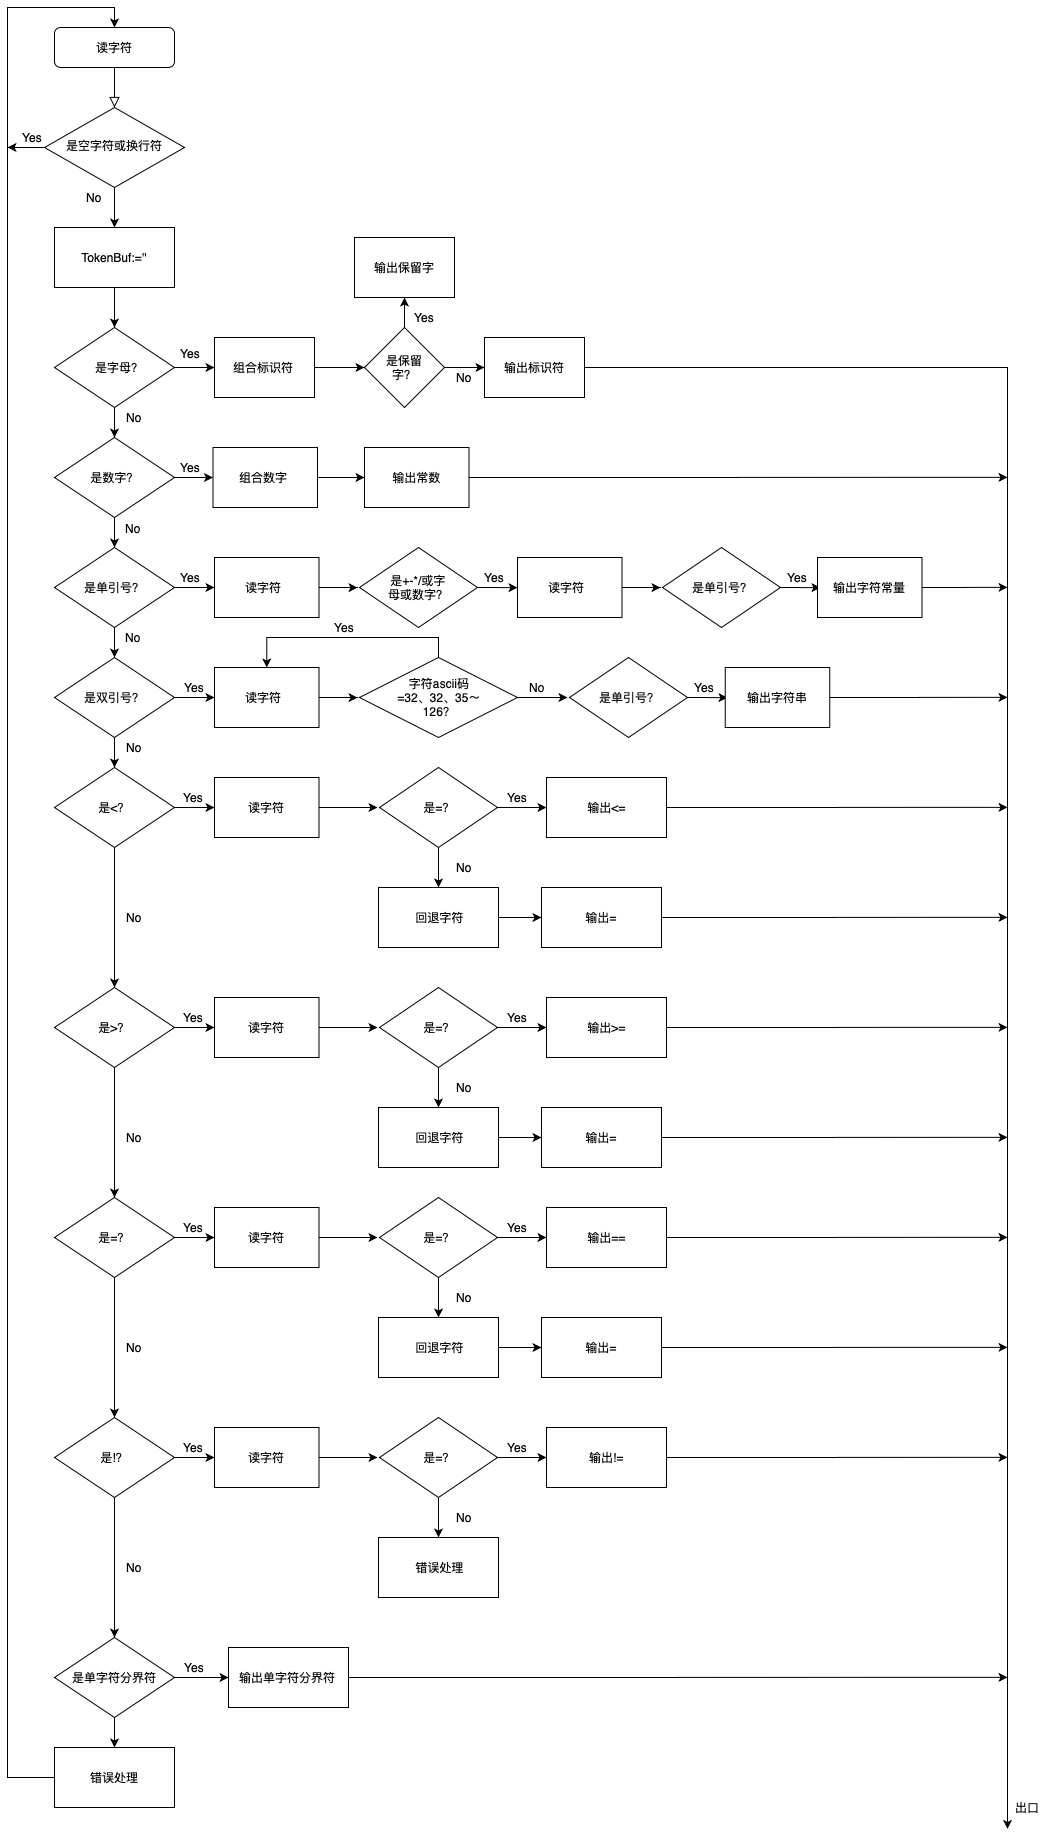 读字符
Yes
是空字符或换行符
No
TokenBuf:=''
输出保留字
Yes
是字母?
Yes
组合标识符
是保留
字?
No
输出标识符
No
是数字?
Yes
组合数字
输出常数
No
是单引号?
Yes
读字符
是+-*/或字
母或数字?
Yes
读字符
是单引号?
Yes
输出字符常量
No
Yes
是双引号?
Yes
读字符
字符ascii码
=32、32、35～
126?
No
是单引号?
Yes
输出字符串
No
是<?
Yes
读字符
是=?
Yes
输出<=
No
No
回退字符
输出=
是>?
Yes
读字符
是=?
Yes
输出>=
No
No
回退字符
输出=
是=?
Yes
读字符
是=?
Yes
输出==
No
No
回退字符
输出=
是!?
Yes
读字符
是=?
Yes
输出!=
No
No
错误处理
是单字符分界符
Yes
输出单字符分界符
错误处理
出口